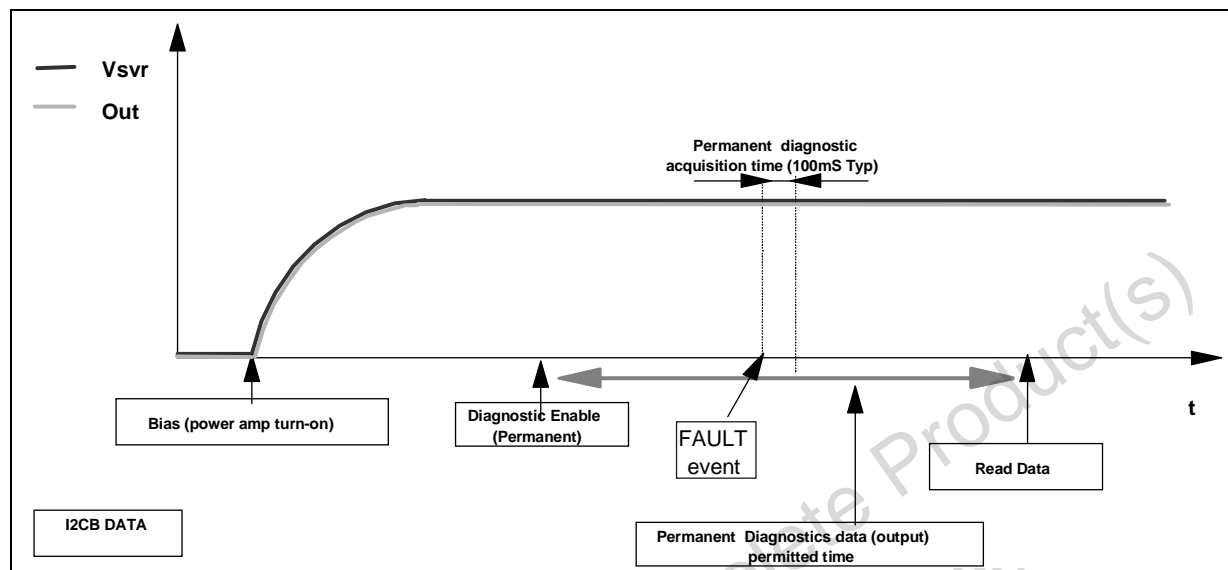 Vsvr
Out
Permanent diagnostic
acquisition time (100mS Typ)
t
Bias (power amp turn-on)
Diagnostic Enable
(Permanent)
FAULT
event
Read Data
I2CB DATA
Permanent Diagnostics data (output)
permitted time
lete Product(s)